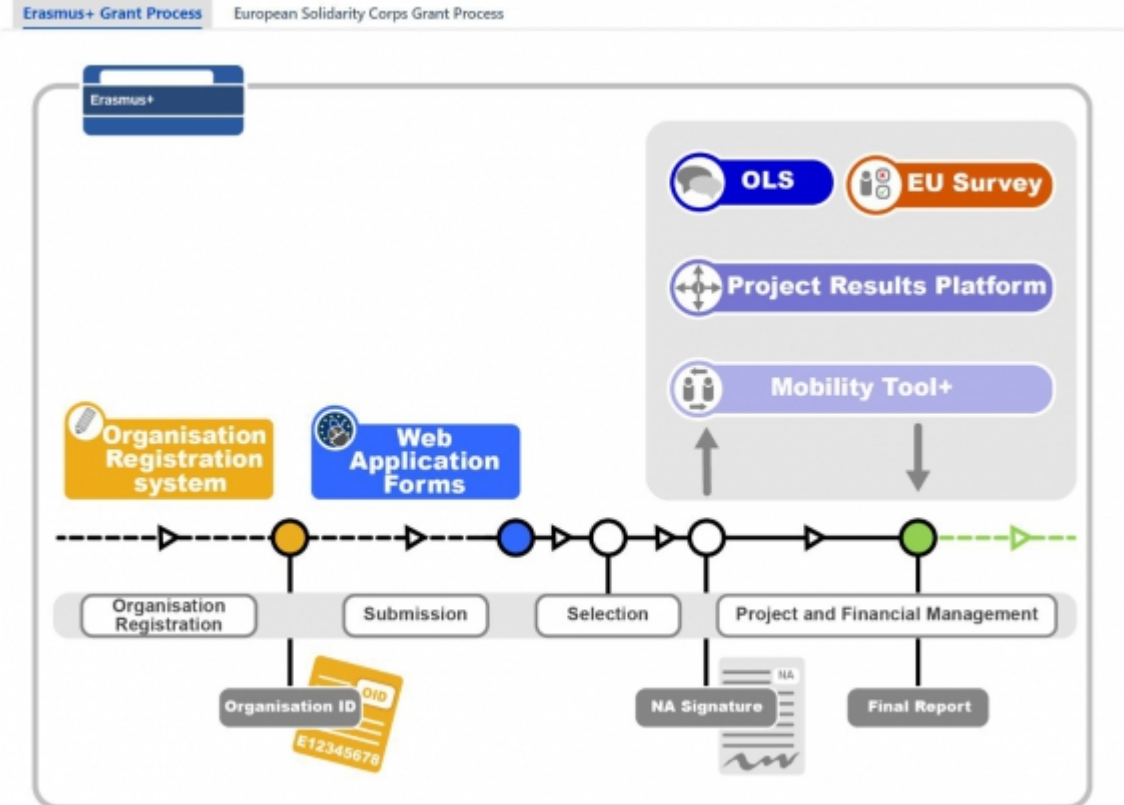 Erasmus+ Grant Process
European Solidarity Corps Grant Process
Erasmus+
OLS
EU Survey
Project Results Platform
Mobility Tool+
Organisation
Registration
system
Web
Application
Forms
Organisation
Registration
Submission
Selection
Project and Financial Management
Organisation ID
OID
E12345678
NA Signature
NA
Final Report